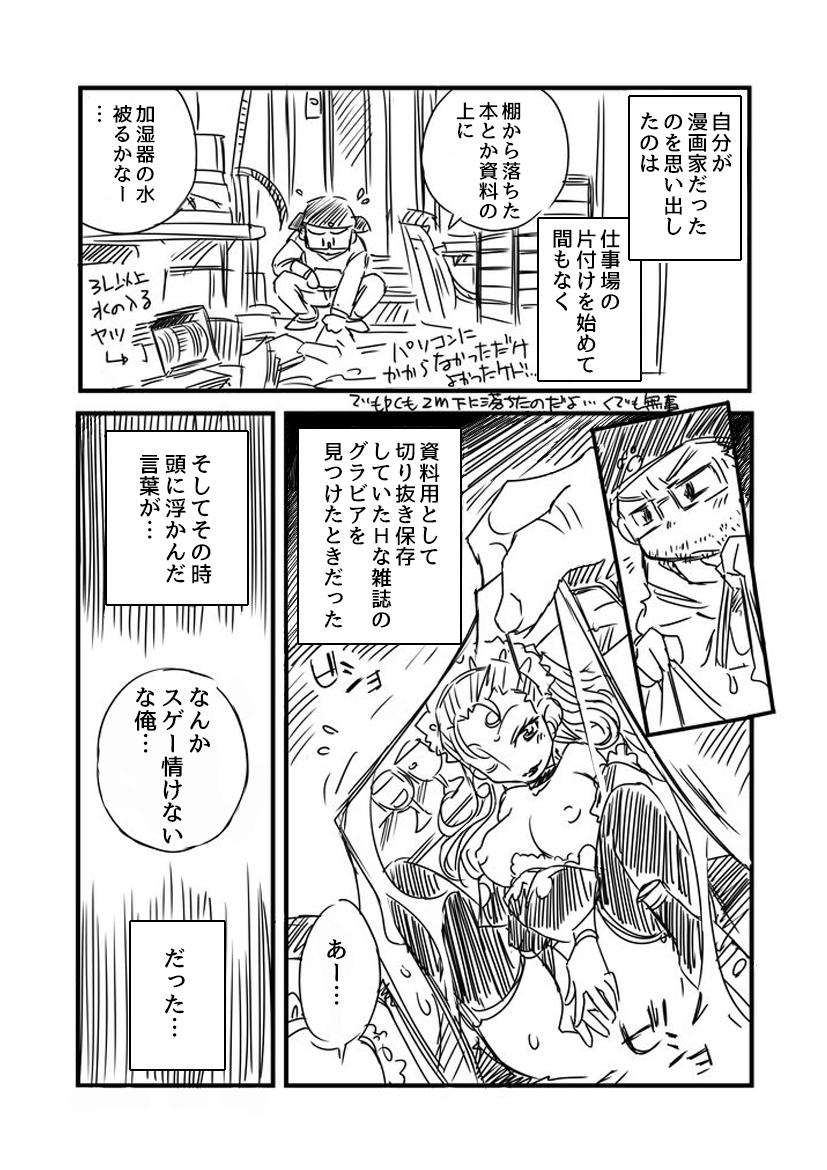 自分が
漫画家だった
のを思い出し
たのは
仕事場の
片付けを始めて
間もなく
棚から落ちた
本とか資料の
上に
加湿器の水
被るかなー
…
3L以上
水の入る
ヤツ
パソコンに
かからなかっただけ
よかったケド…
でもPCも2m下に落ちたのだよ…くでも無事
資料用として
切り抜き保存
していたHな雑誌の
グラビアを
見つけたときだった
ビショ
ビショ
あー…
そしてその時
頭に浮かんだ
言葉が…
なんか
スゲー情けない
な俺…
だった…